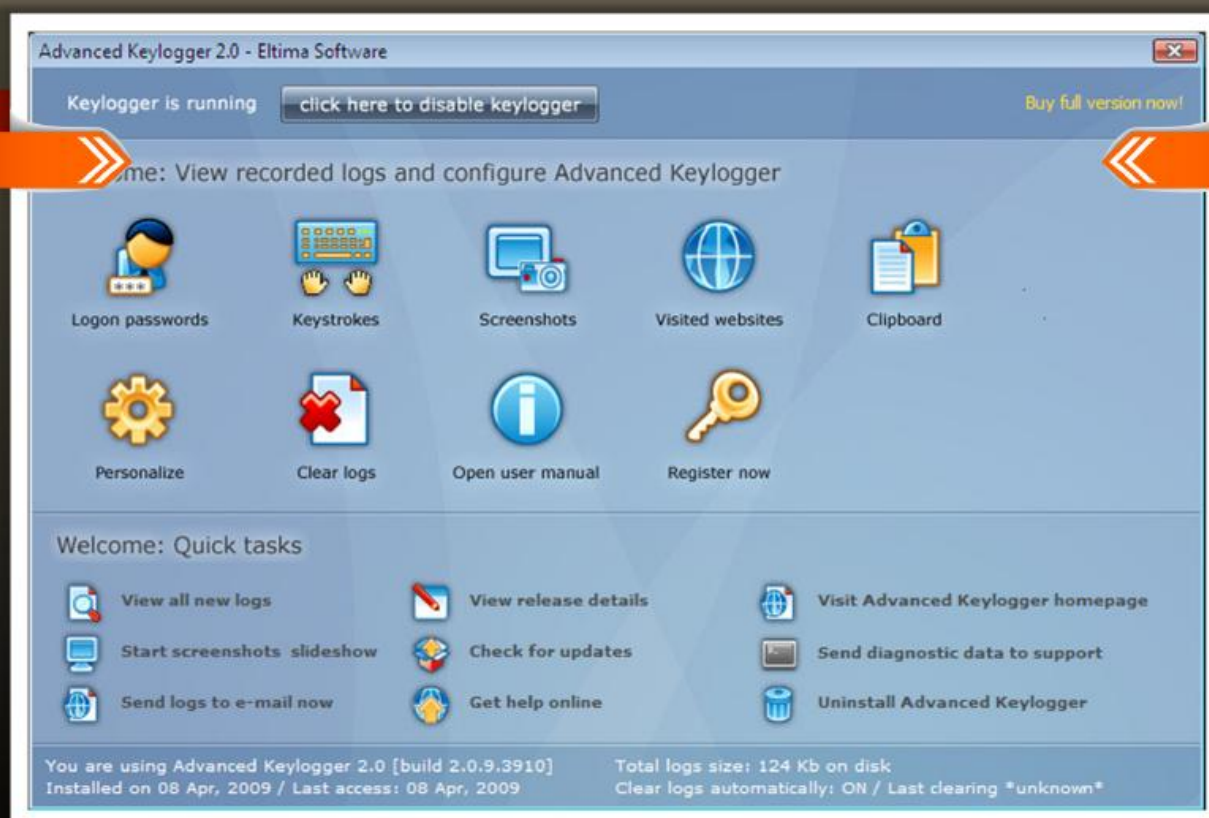 Advanced Keylogger 2.0 - Eltima Software
Keylogger is running click here to disable keylogger Buy full version now!
me: View recorded logs and configure Advanced Keylogger
Logon passwords Keystrokes Screenshots Visited websites Clipboard
Personalize Clear logs Open user manual Register now
Welcome: Quick tasks
View all new logs View release details Visit Advanced Keylogger homepage
Start screenshots slideshow Check for updates Send diagnostic data to support
Send logs to e-mail now Get help online Uninstall Advanced Keylogger
You are using Advanced Keylogger 2.0 [build 2.0.9.3910] Total logs size: 124 Kb on disk
Installed on 08 Apr, 2009 / Last access: 08 Apr, 2009 Clear logs automatically: ON / Last clearing *unknown*